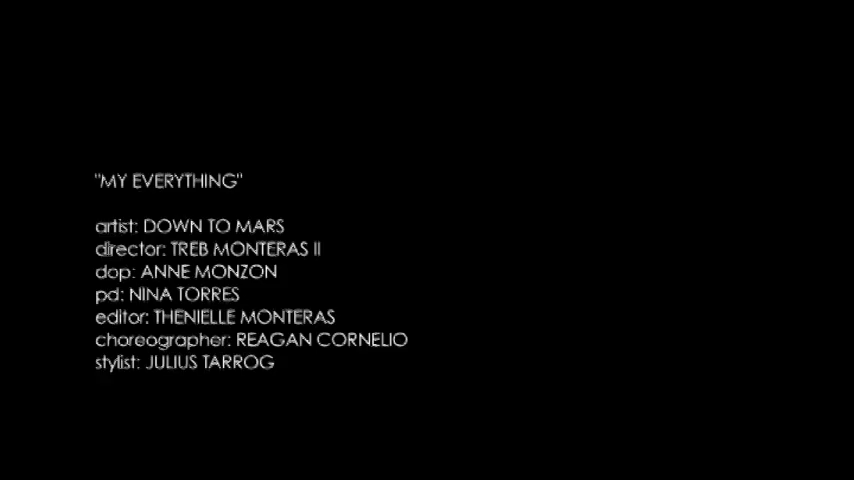 "MY EVERYTHING"
artist: DOWN TO MARS
director: TREB MONTERAS II
dop: ANNE MONZON
pd: NINA TORRES
editor: THENIELLE MONTERAS
choreographer: REAGAN CORNELIO
stylist: JULIUS TARROG